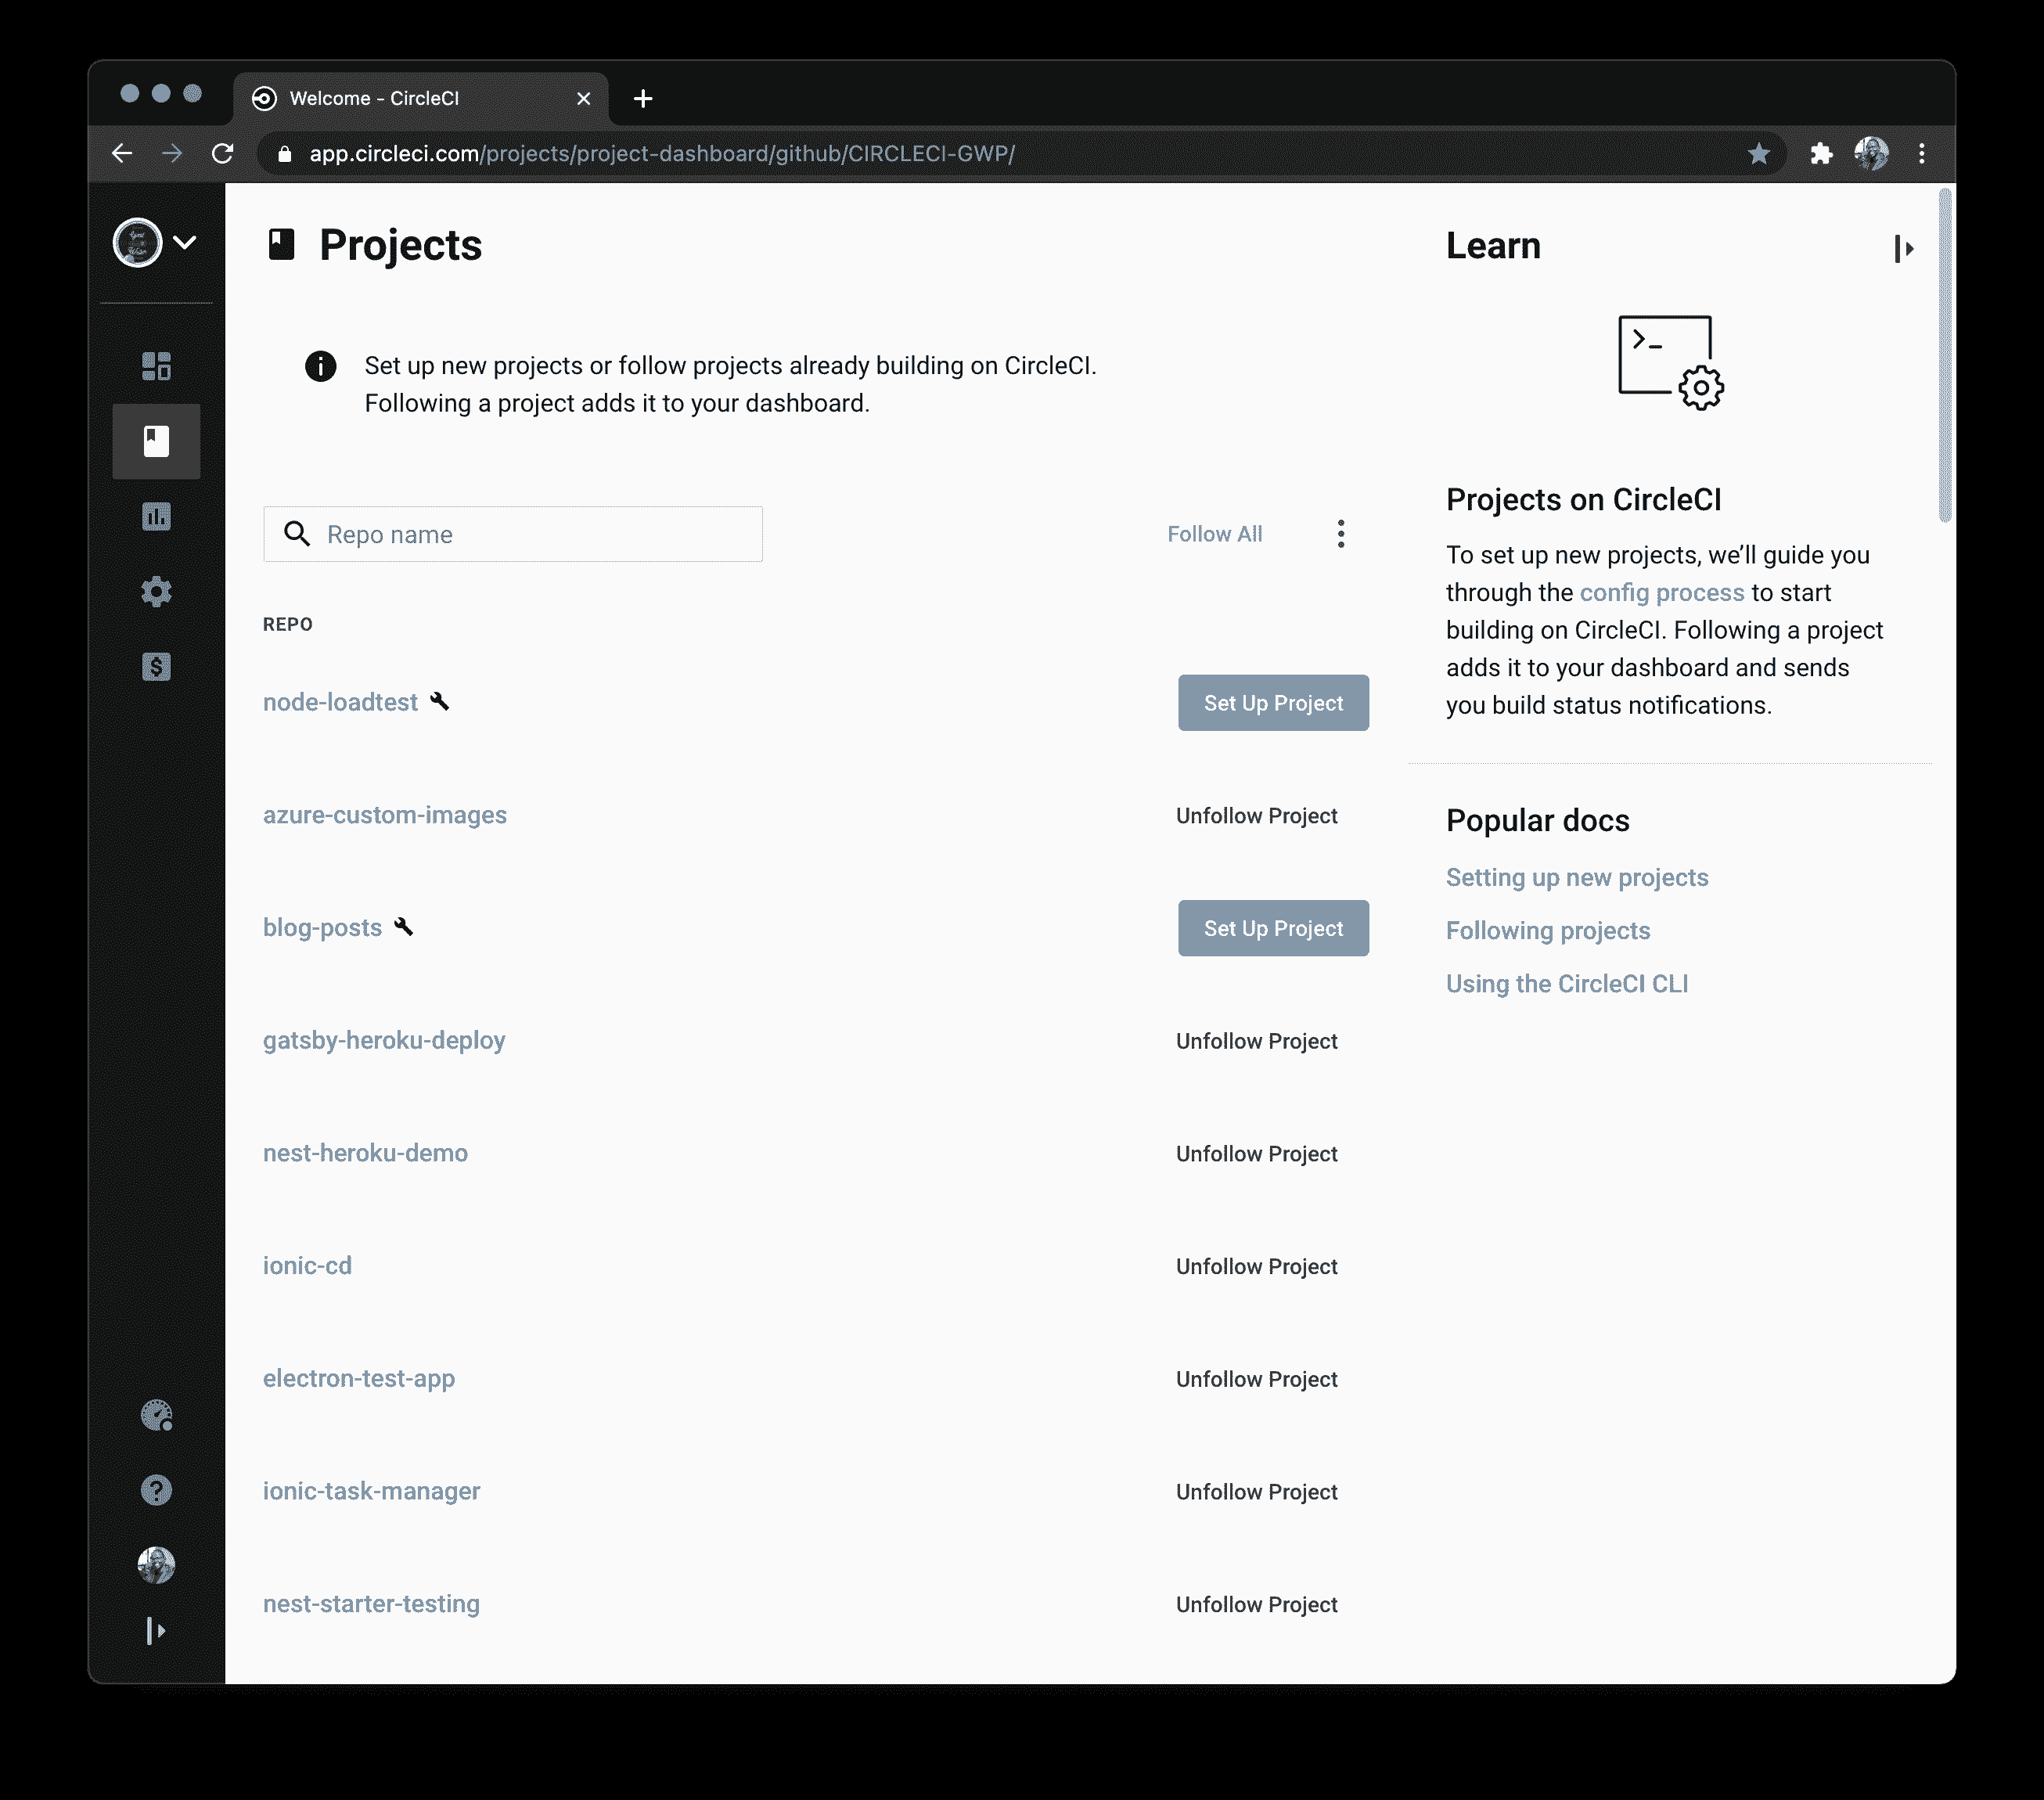 Welcome - CircleCI
app.circleci.com/projects/project-dashboard/github/CIRCLECI-GWP/
Projects
Set up new projects or follow projects already building on CircleCI.
Following a project adds it to your dashboard.
Repo name
Follow All
REPO
node-loadtest
Set Up Project
azure-custom-images
Unfollow Project
blog-posts
Set Up Project
gatsby-heroku-deploy
Unfollow Project
nest-heroku-demo
Unfollow Project
ionic-cd
Unfollow Project
electron-test-app
Unfollow Project
ionic-task-manager
Unfollow Project
nest-starter-testing
Unfollow Project
Learn
Projects on CircleCI
To set up new projects, we’ll guide you
through the config process to start
building on CircleCI. Following a project
adds it to your dashboard and sends
you build status notifications.
Popular docs
Setting up new projects
Following projects
Using the CircleCI CLI